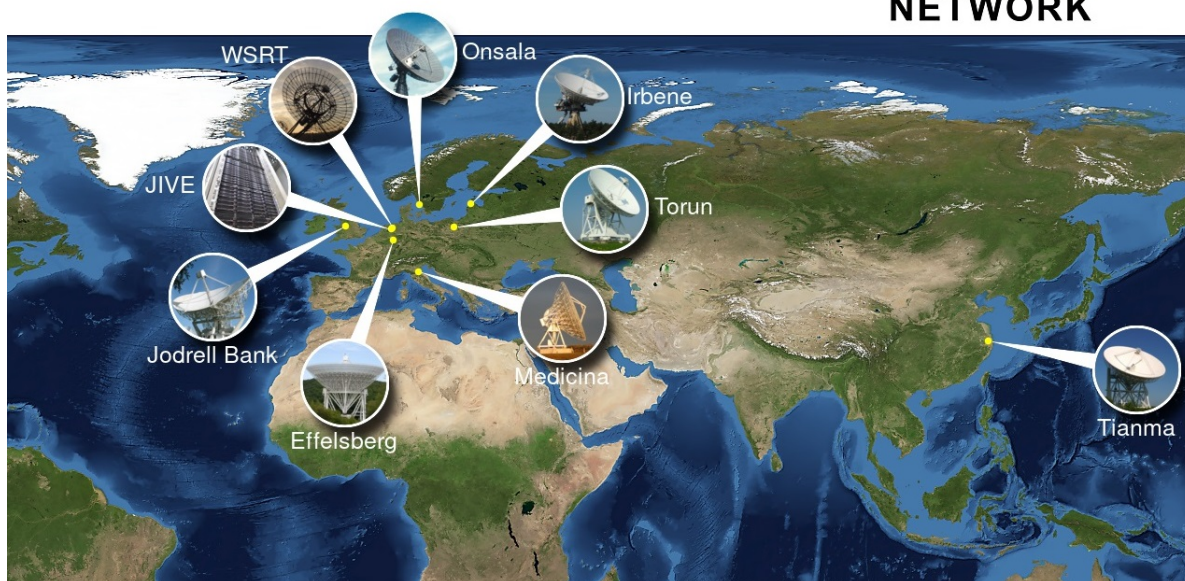 NETWORK
WSRT
Onsala
Irbene
JIVE
Torun
Jodrell Bank
Medicina
Effelsberg
Tianma